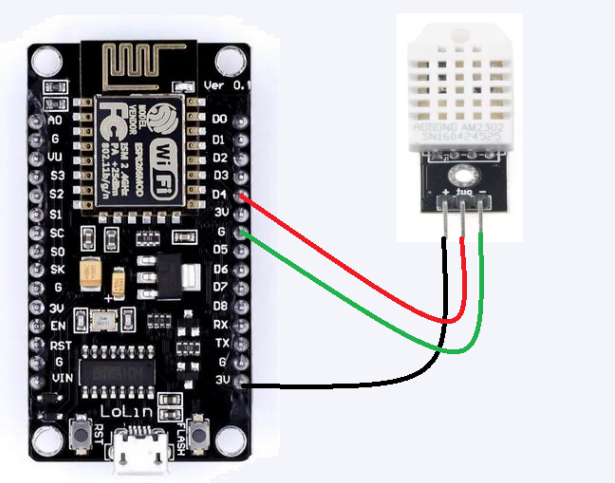 Ver 0.1
A0
G
VU
S3
S2
S1
SC
S0
SK
G
3V
EN
RST
G
VIN
FC
MODEL
VENDOR
ESP8266MOD
WiFi
ISM 2.4GHz
PA +25dBm
802.11b/g/n
D0
D1
D2
D3
D4
3V
G
D5
D6
D7
D8
RX
TX
G
3V
LoLin
RST
FLASH
AOSONG AM2302
+ out -